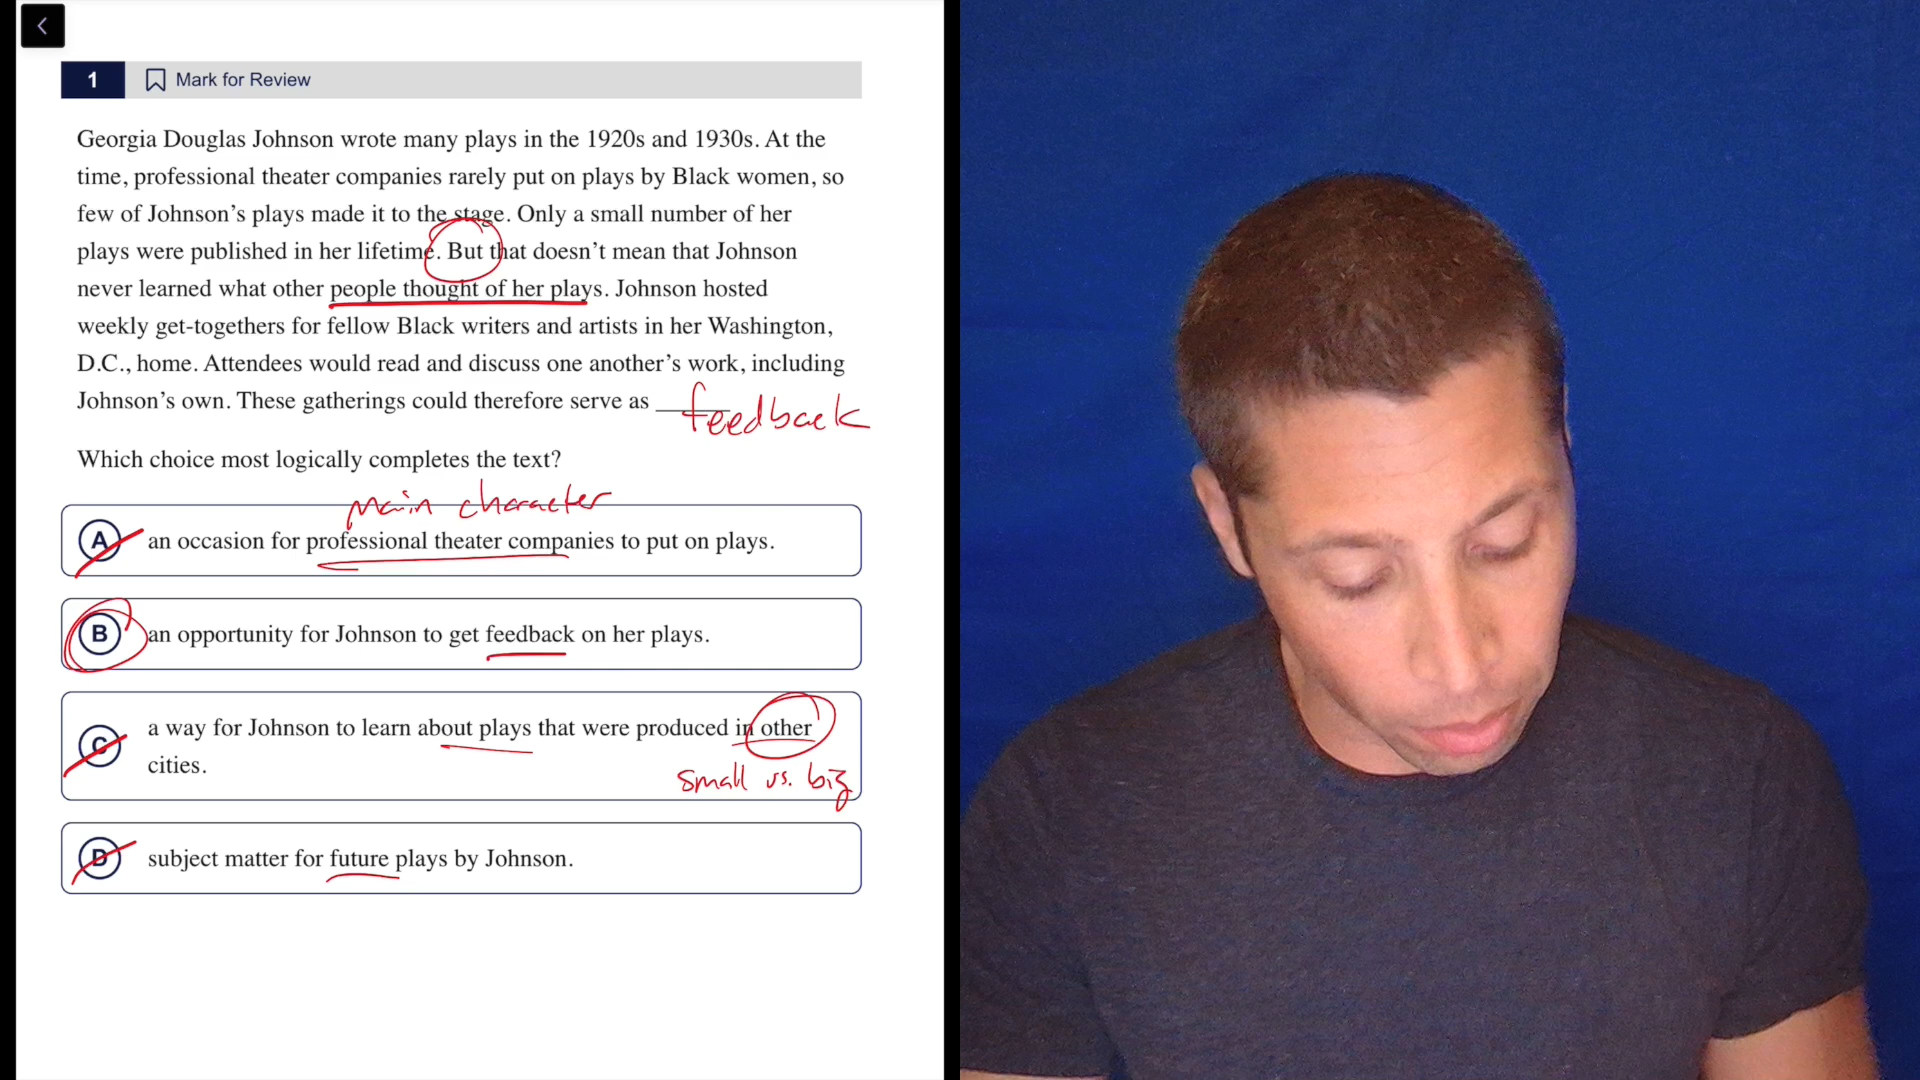 1 Mark for Review
Georgia Douglas Johnson wrote many plays in the 1920s and 1930s. At the
time, professional theater companies rarely put on plays by Black women, so
few of Johnson's plays made it to the stage. Only a small number of her
plays were published in her lifetime. But that doesn't mean that Johnson
never learned what other people thought of her plays. Johnson hosted
weekly get-togethers for fellow Black writers and artists in her Washington,
D.C., home. Attendees would read and discuss one another's work, including
Johnson's own. These gatherings could therefore serve as ______
feedback
Which choice most logically completes the text?
main character
A an occasion for professional theater companies to put on plays.
B an opportunity for Johnson to get feedback on her plays.
C a way for Johnson to learn about plays that were produced in other
cities.
small vs. big
D subject matter for future plays by Johnson.